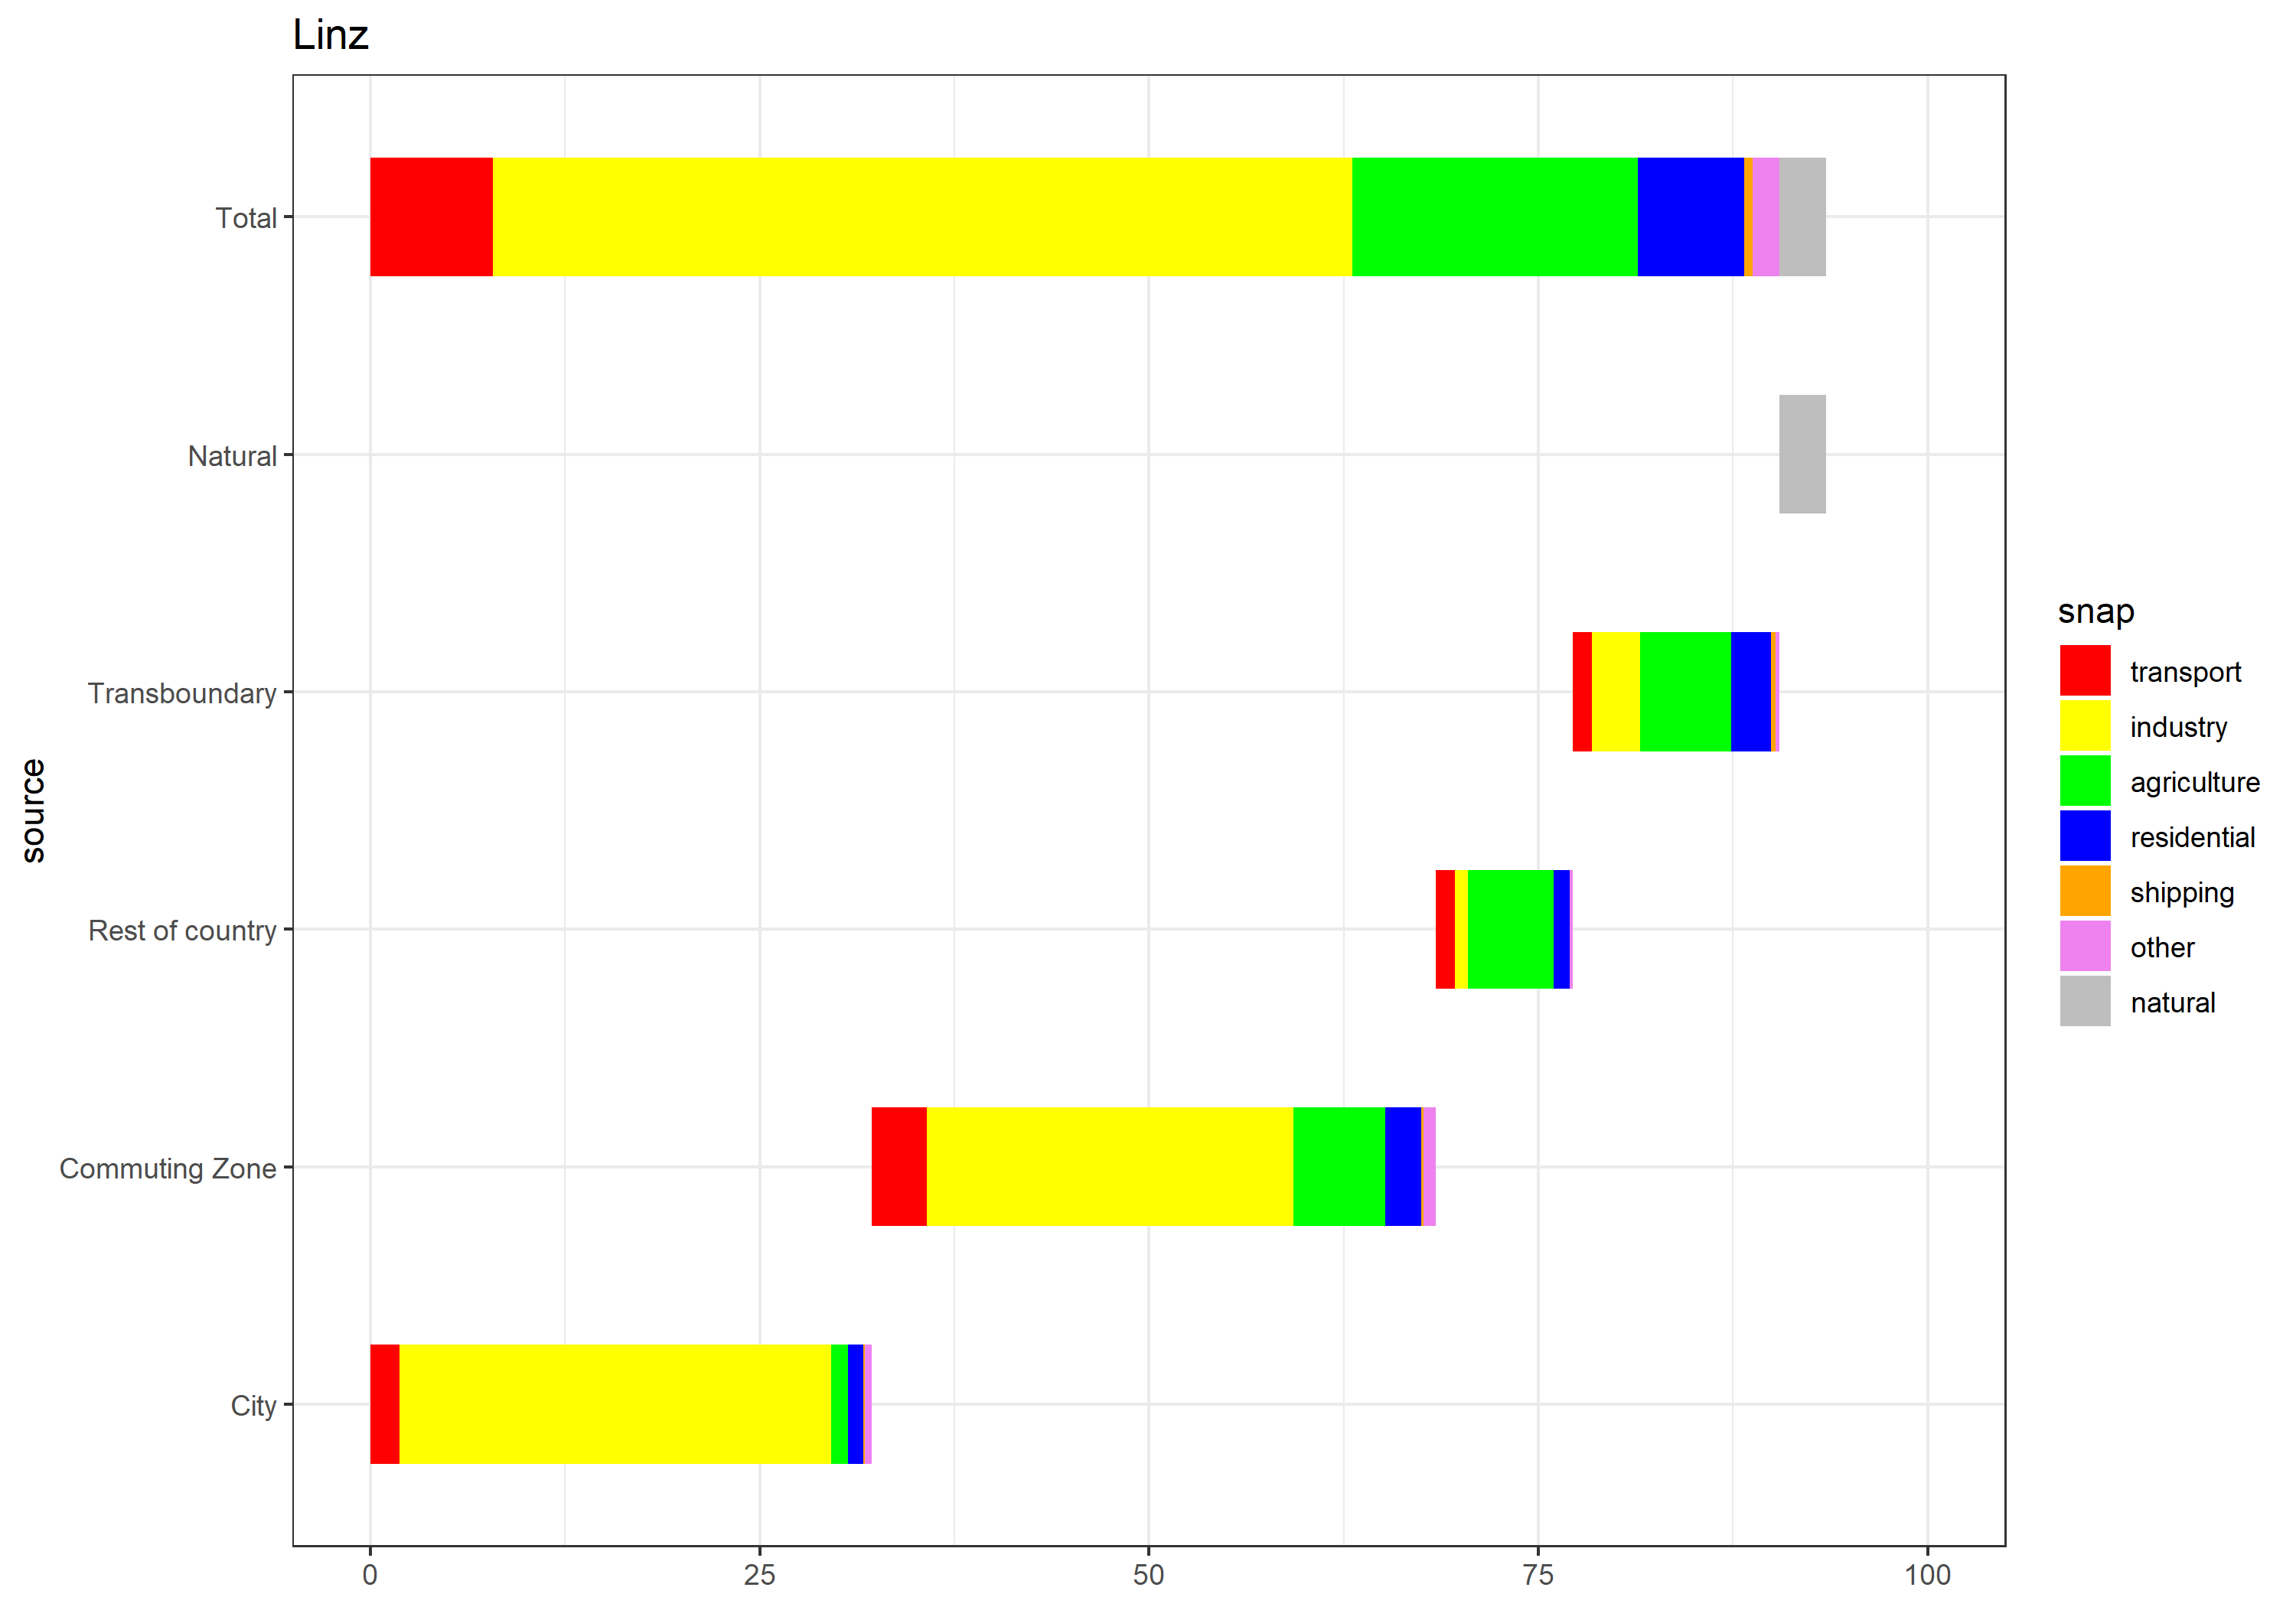 Linz
source
Total
Natural
Transboundary
Rest of country
Commuting Zone
City
0 25 50 75 100
snap
transport
industry
agriculture
residential
shipping
other
natural